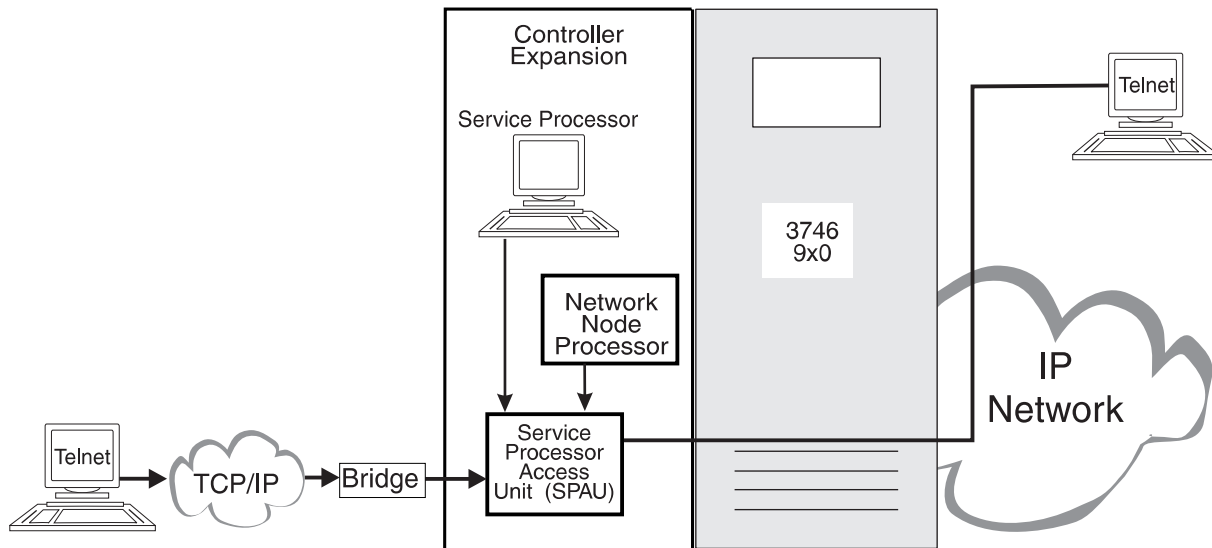 Controller
Expansion
Service Processor
Telnet
3746
9x0
Network
Node
Processor
IP
Network
Service
Processor
Access
Unit (SPAU)
Telnet
TCP/IP
Bridge